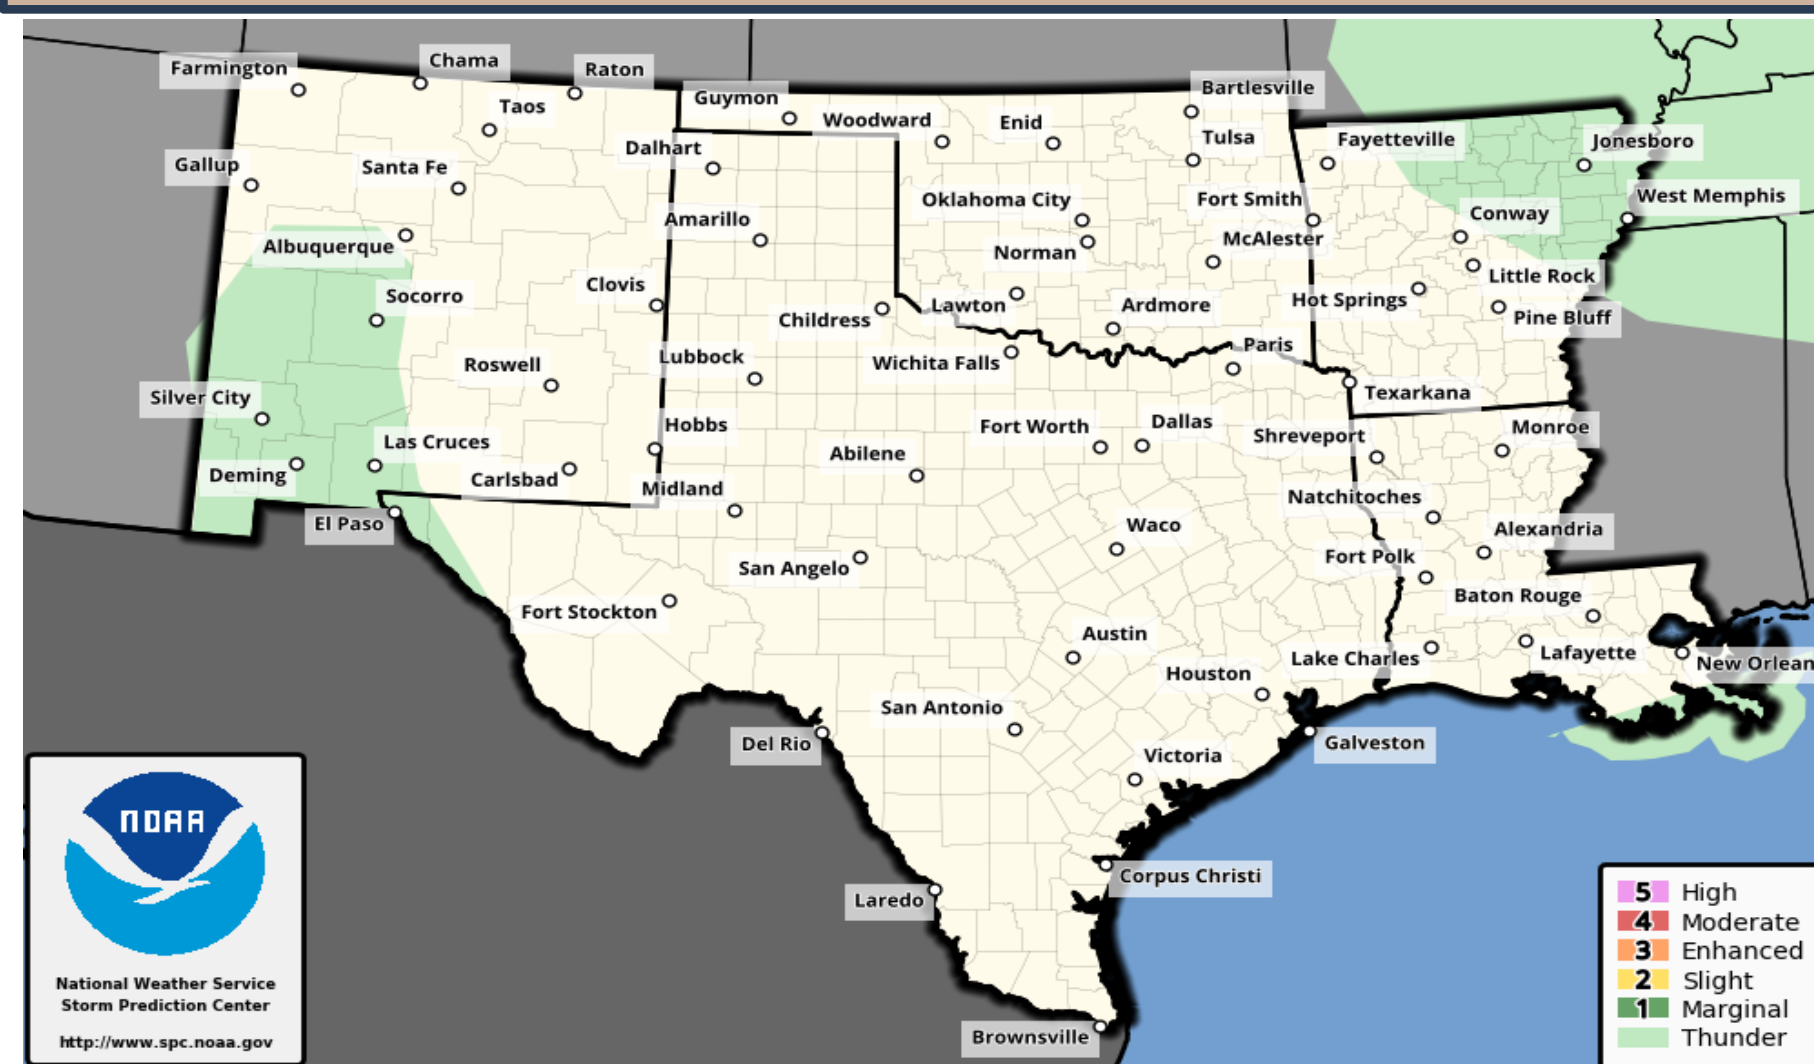 Farmington
Chama
Raton
Taos
Guymon
Woodward
Enid
Bartlesville
Tulsa
Fayetteville
Jonesboro
Gallup
Santa Fe
Dalhart
Oklahoma City
Fort Smith
West Memphis
Conway
Albuquerque
Amarillo
Norman
McAlester
Little Rock
Socorro
Clovis
Childress
Lawton
Ardmore
Hot Springs
Pine Bluff
Roswell
Lubbock
Wichita Falls
Paris
Texarkana
Silver City
Las Cruces
Hobbs
Abilene
Fort Worth
Dallas
Shreveport
Monroe
Deming
Carlsbad
Midland
Natchitoches
El Paso
San Angelo
Waco
Alexandria
Fort Polk
Fort Stockton
Austin
Baton Rouge
Houston
Lake Charles
Lafayette
New Orlean
Del Rio
San Antonio
Galveston
Victoria
Laredo
Corpus Christi
Brownsville
NOAA
National Weather Service
Storm Prediction Center
http://www.spc.noaa.gov
5 High
4 Moderate
3 Enhanced
2 Slight
1 Marginal
Thunder